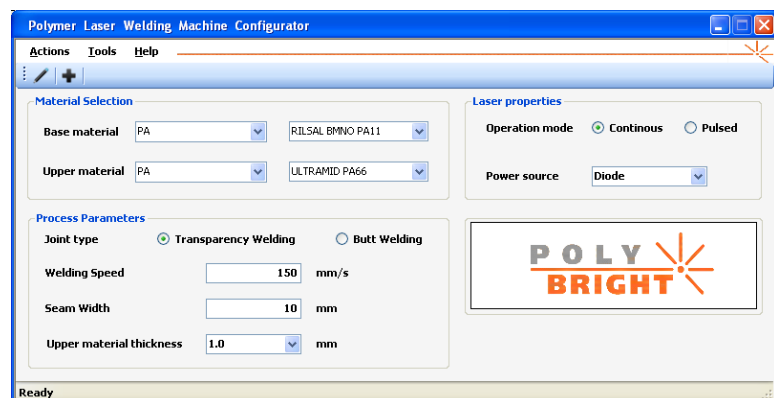 Polymer Laser Welding Machine Configurator
Actions Tools Help
Material Selection
Base material PA RILSAL BMNO PA11
Upper material PA ULTRAMID PA66
Laser properties
Operation mode Continous Pulsed
Power source Diode
Process Parameters
Joint type Transparency Welding Butt Welding
Welding Speed 150 mm/s
Seam Width 10 mm
Upper material thickness 1.0 mm
POLY
BRIGHT
Ready